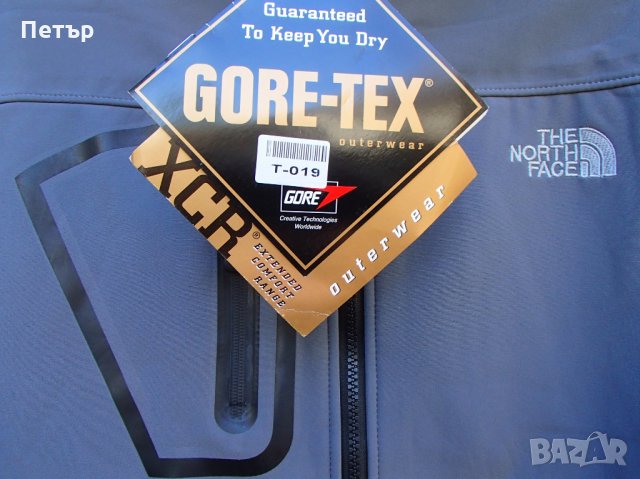 Петър
Guaranteed
To Keep You Dry
GORE-TEX®
outerwear
T-019
GORE
Creative Technologies
Worldwide
XCR®
EXTENDED
COMFORT
RANGE
outerwear
THE
NORTH
FACE
BAZAR